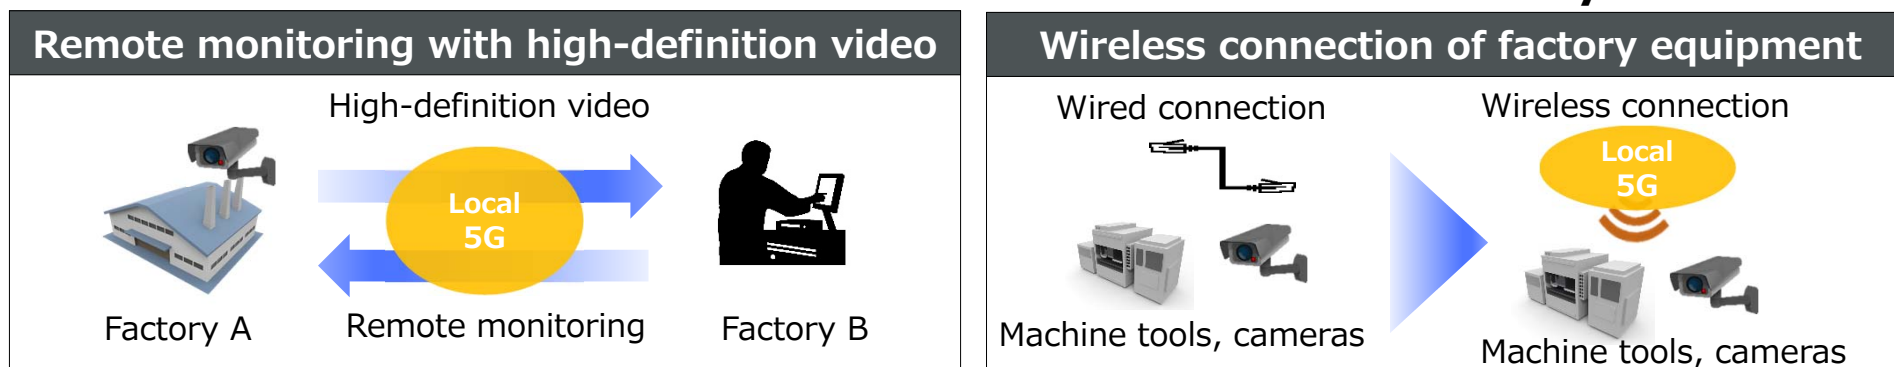 Remote monitoring with high-definition video
High-definition video
Local
5G
Factory A
Remote monitoring
Factory B
Wireless connection of factory equipment
Wired connection
Machine tools, cameras
Wireless connection
Local
5G
Machine tools, cameras